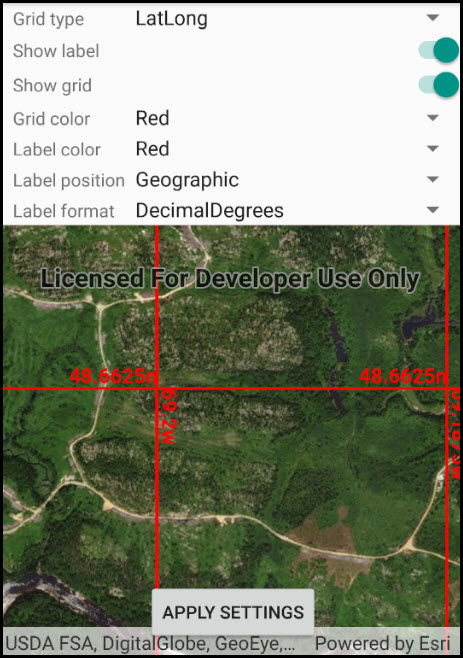 Grid type LatLong
Show label
Show grid
Grid color Red
Label color Red
Label position Geographic
Label format DecimalDegrees
Licensed For Developer Use Only
48.6625n 48.6625n
69.2w
APPLY SETTINGS
USDA FSA, DigitalGlobe, GeoEye,... Powered by Esri